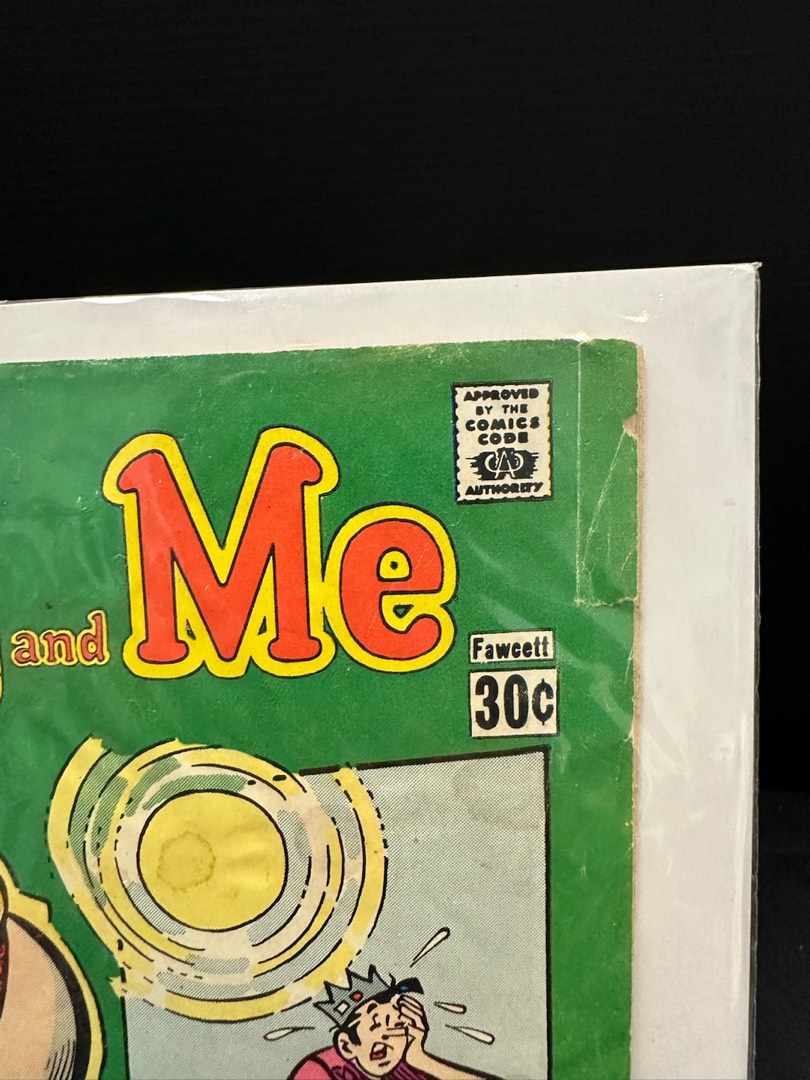 APPROVED
BY THE
COMICS
CODE
CA
AUTHORITY
and Me
Fawcett
30¢